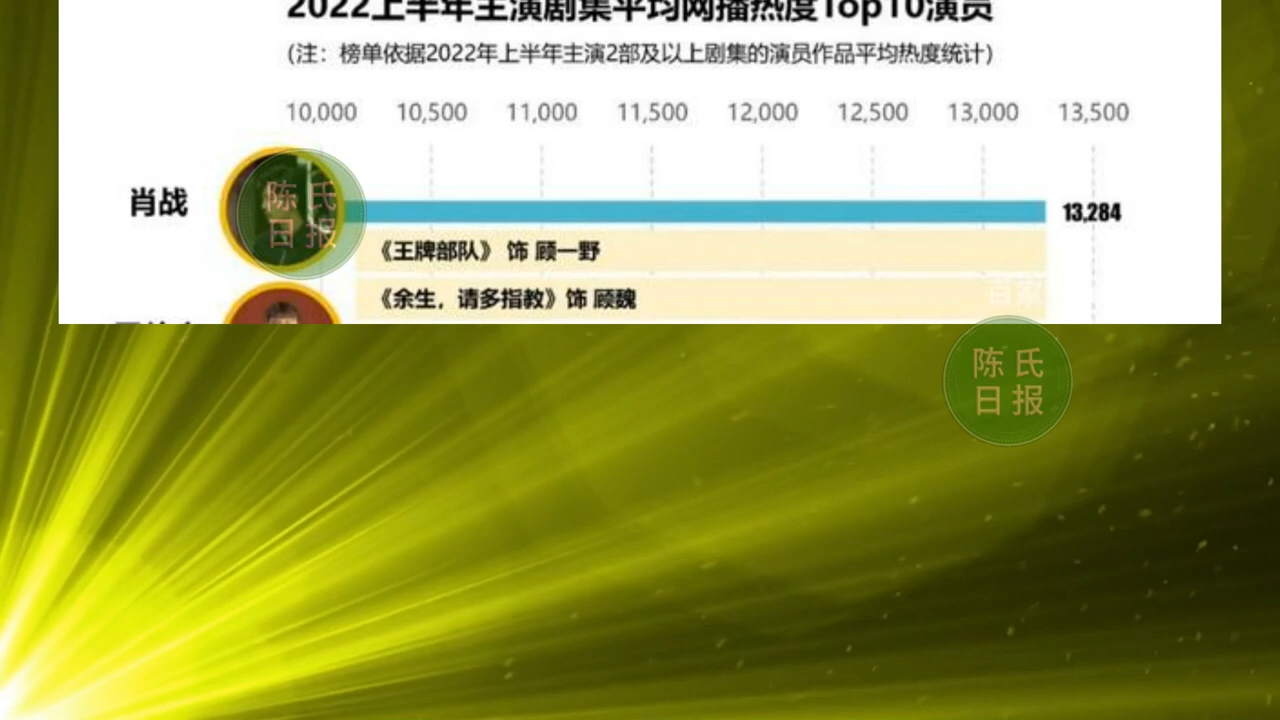 2022上半年主演剧集平均网播热度Top10演员
(注：榜单依据2022年上半年主演2部及以上剧集的演员作品平均热度统计)
10,000 10,500 11,000 11,500 12,000 12,500 13,000 13,500
肖战
陈氏
日报
13,284
《王牌部队》 饰 顾一野
《余生，请多指教》饰 顾魏
百家
陈氏
日报